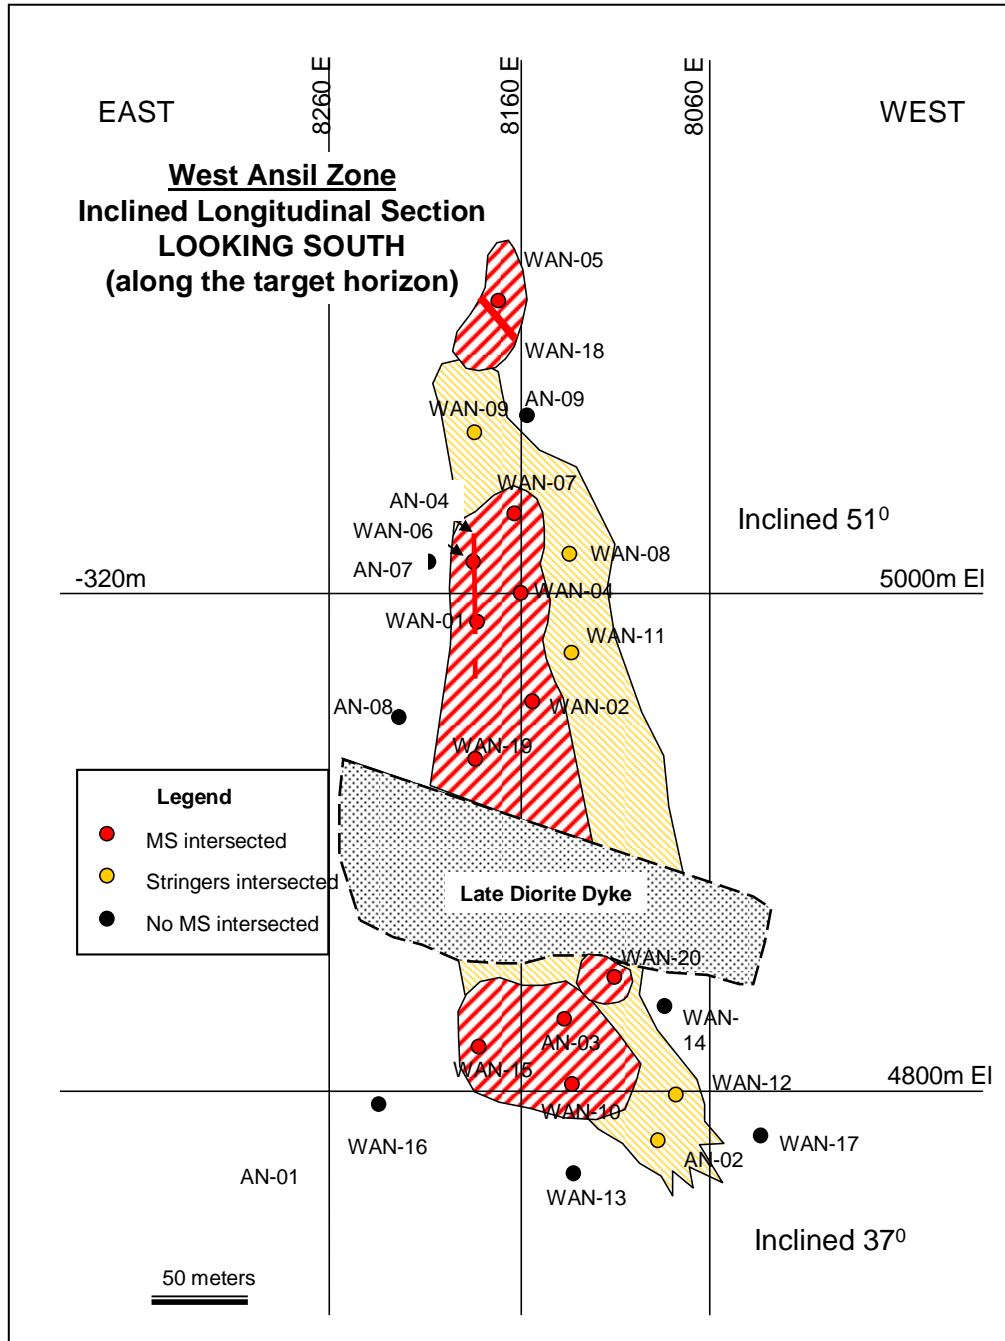 8260 E
8160 E
8060 E
EAST
WEST
West Ansil Zone
Inclined Longitudinal Section
LOOKING SOUTH
(along the target horizon)
WAN-05
WAN-18
AN-09
WAN-09
WAN-07
AN-04
WAN-06
AN-07
Inclined 51⁰
WAN-08
-320m
5000m El
WAN-04
WAN-01
WAN-11
AN-08
WAN-02
WAN-19
Legend
MS intersected
Stringers intersected
No MS intersected
Late Diorite Dyke
WAN-20
WAN-
14
AN-03
WAN-15
WAN-12
4800m El
WAN-10
WAN-16
WAN-17
AN-02
AN-01
WAN-13
Inclined 37⁰
50 meters